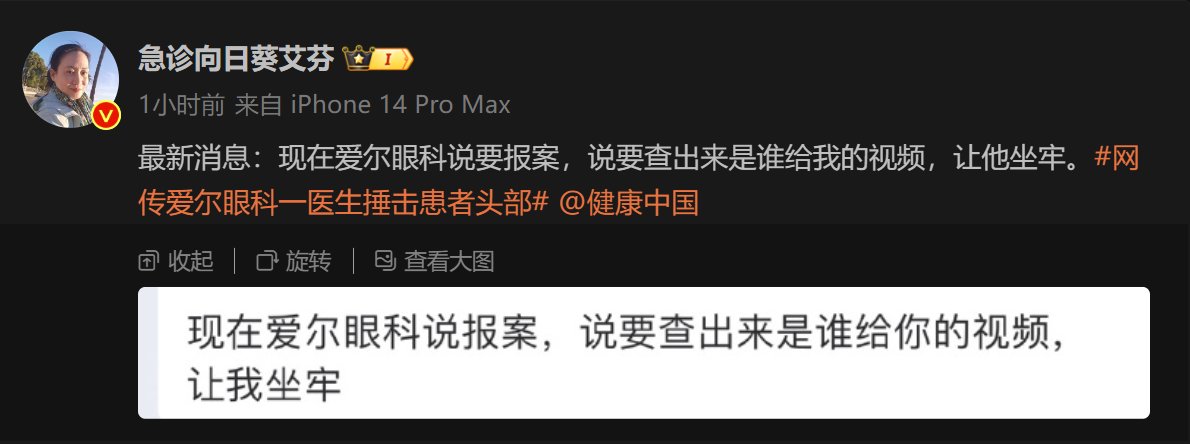 急诊向日葵艾芬 I
1小时前 来自 iPhone 14 Pro Max
最新消息：现在爱尔眼科说要报案，说要查出来是谁给我的视频，让他坐牢。#网
传爱尔眼科一医生捶击患者头部# @健康中国
收起 旋转 查看大图
现在爱尔眼科说报案，说要查出来是谁给你的视频，
让我坐牢